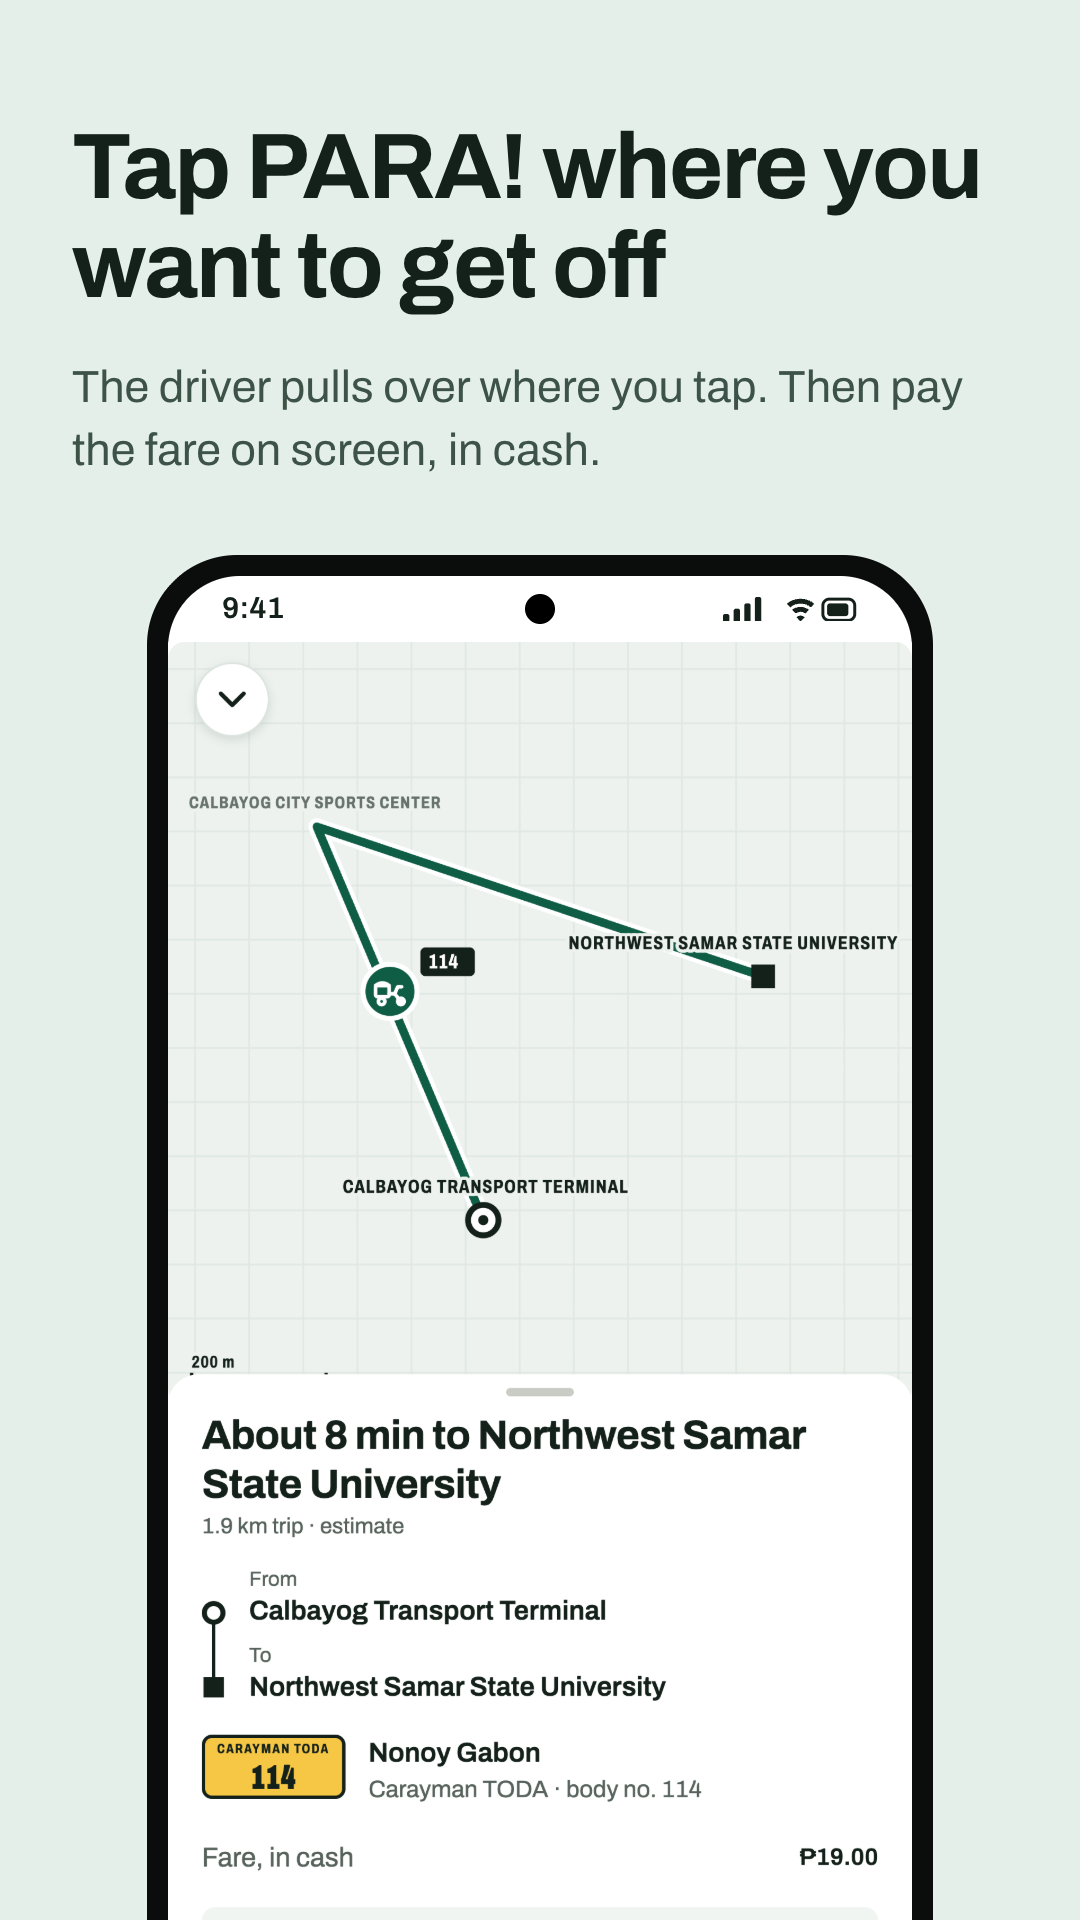 Tap PARA! where you
want to get off
The driver pulls over where you tap. Then pay
the fare on screen, in cash.
9:41
CALBAYOG CITY SPORTS CENTER
NORTHWEST SAMAR STATE UNIVERSITY
114
CALBAYOG TRANSPORT TERMINAL
200 m
About 8 min to Northwest Samar
State University
1.9 km trip · estimate
From
Calbayog Transport Terminal
To
Northwest Samar State University
CARAYMAN TODA
114
Nonoy Gabon
Carayman TODA · body no. 114
Fare, in cash
₱19.00